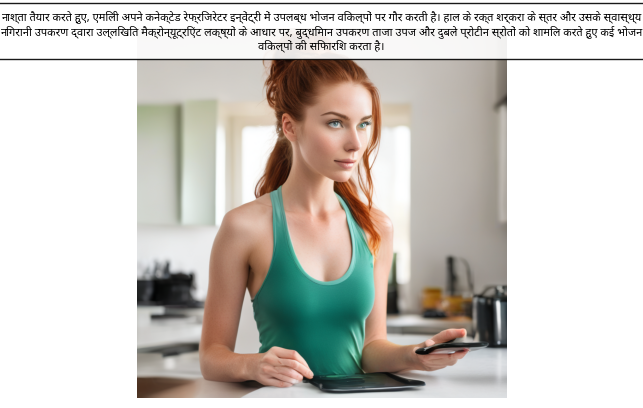 नाश्ता तैयार करते हुए, एमिली अपने कनेक्टेड रेफ्रिजिरेटर इन्वेंट्री में उपलब्ध भोजन विकल्पों पर गौर करती है। हाल के रक्त शर्करा के स्तर और उसके स्वास्थ्य
निगरानी उपकरण द्वारा उल्लिखित मैक्रोन्यूट्रिएंट लक्ष्यों के आधार पर, बुद्धिमान उपकरण ताजा उपज और दुबले प्रोटीन स्रोतों को शामिल करते हुए कई भोजन
विकल्पों की सिफारिश करता है।